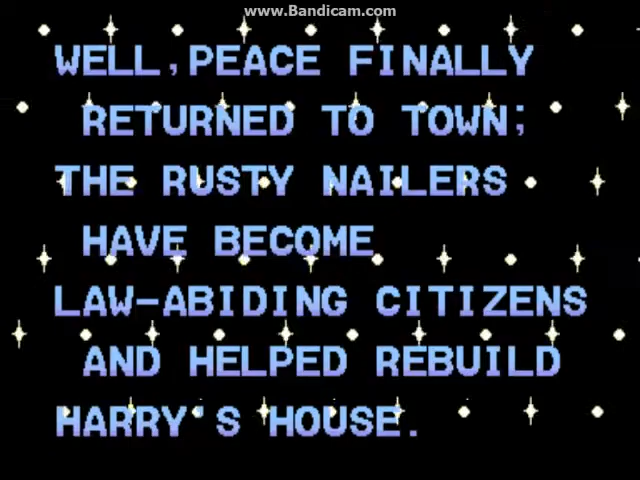 www.Bandicam.com
WELL,PEACE FINALLY
RETURNED TO TOWN;
THE RUSTY NAILERS
HAVE BECOME
LAW-ABIDING CITIZENS
AND HELPED REBUILD
HARRY'S HOUSE.